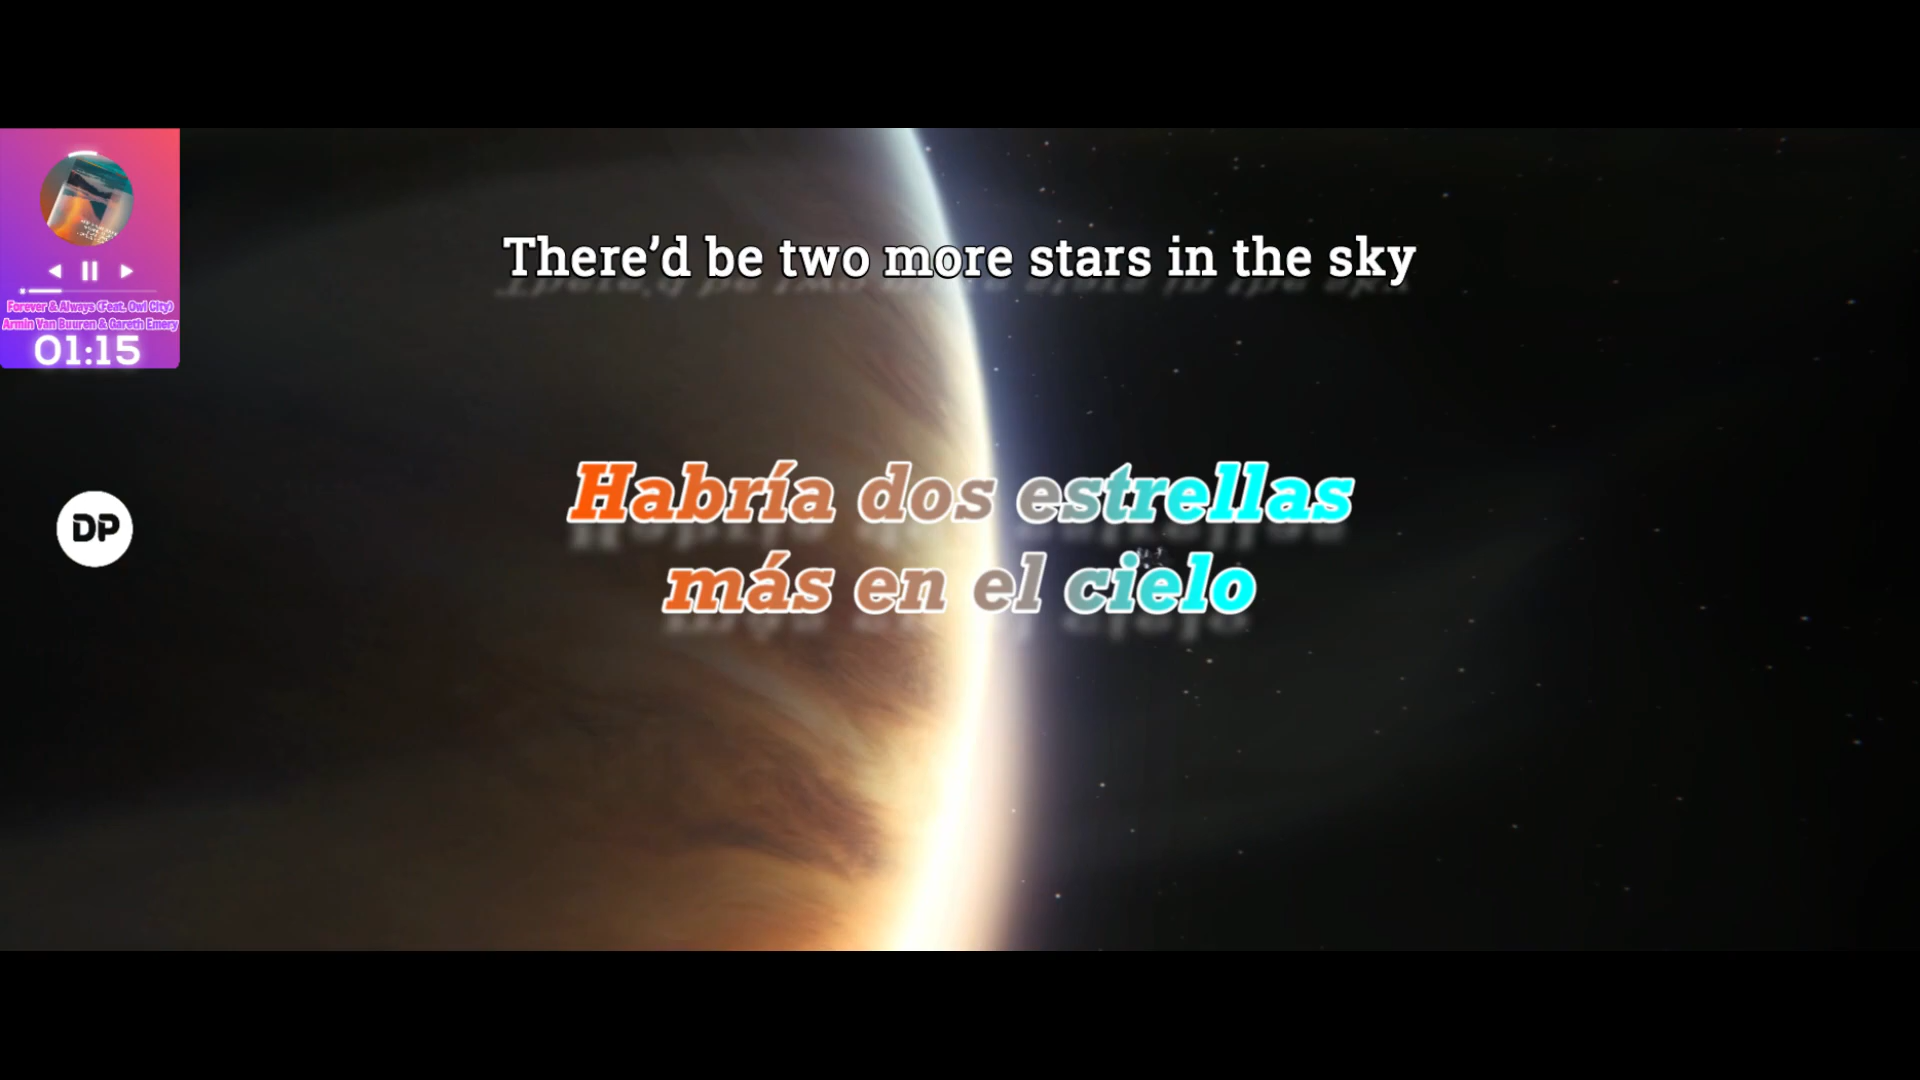 There’d be two more stars in the sky
Forever & Always (Feat. Owl City)
Armin Van Buuren & Gareth Emery
01:15
Habría dos estrellas
más en el cielo
DP